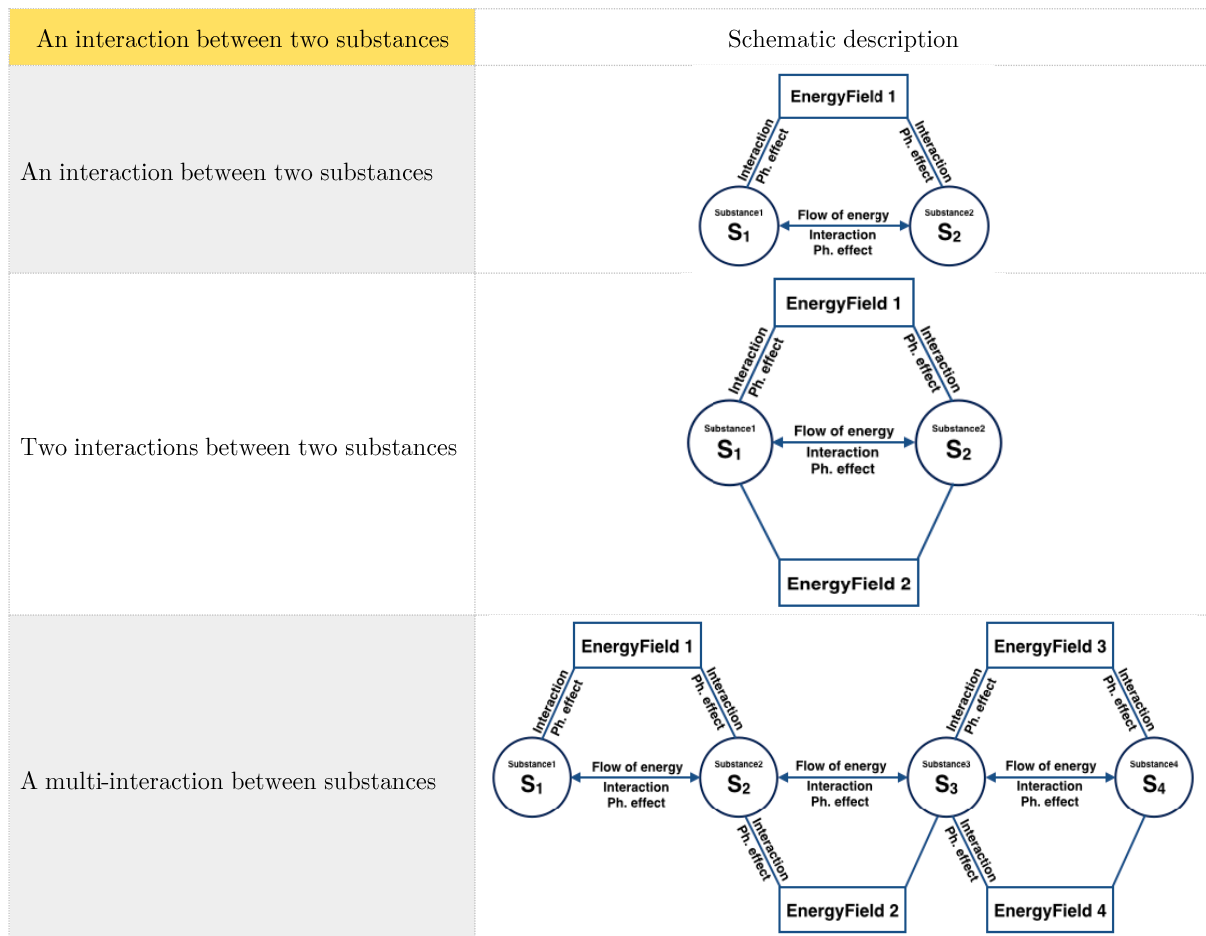 An interaction between two substances
Schematic description
An interaction between two substances
EnergyField 1
Interaction
Ph. effect
Interaction
Ph. effect
Substance1
S1
Flow of energy
Interaction
Ph. effect
Substance2
S2
Two interactions between two substances
EnergyField 1
Interaction
Ph. effect
Interaction
Ph. effect
Substance1
S1
Flow of energy
Interaction
Ph. effect
Substance2
S2
EnergyField 2
A multi-interaction between substances
EnergyField 1
EnergyField 3
Interaction
Ph. effect
Interaction
Ph. effect
Interaction
Ph. effect
Interaction
Ph. effect
Substance1
S1
Flow of energy
Interaction
Ph. effect
Substance2
S2
Flow of energy
Interaction
Ph. effect
Substance3
S3
Flow of energy
Interaction
Ph. effect
Substance4
S4
Interaction
Ph. effect
Interaction
Ph. effect
EnergyField 2
EnergyField 4